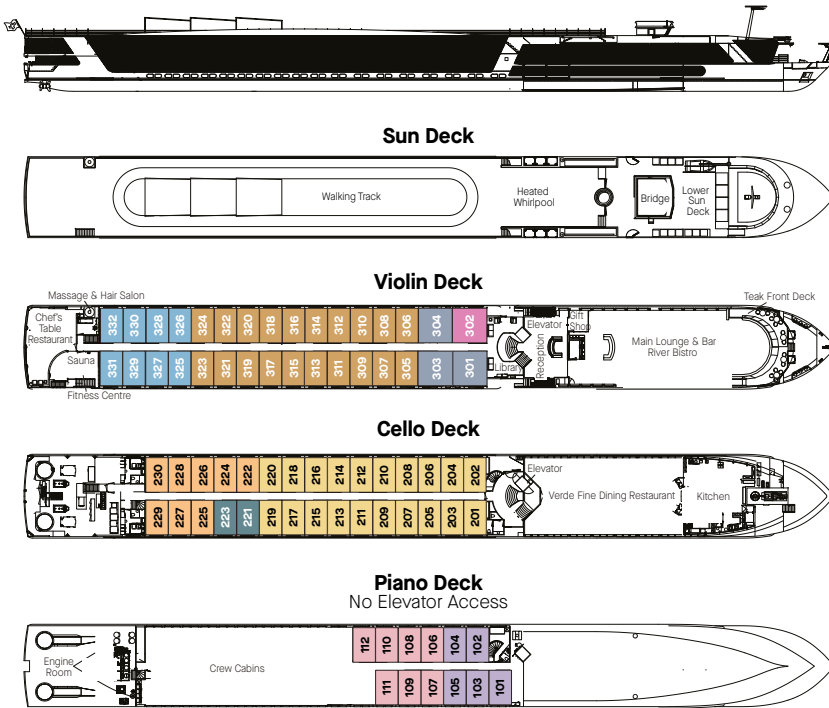 Sun Deck
Walking Track
Heated
Whirlpool
Bridge
Lower
Sun
Deck
Violin Deck
Massage & Hair Salon
Teak Front Deck
Chef's
Table
Restaurant
332 330 328 326 324 322 320 318 316 314 312 310 308 306 304 302
Elevator
Gift
Shop
Main Lounge & Bar
River Bistro
Reception
Library
Sauna
331 329 327 325 323 321 319 317 315 313 311 309 307 305 303 301
Fitness Centre
Cello Deck
230 228 226 224 222 220 218 216 214 212 210 208 206 204 202
Elevator
Verde Fine Dining Restaurant
Kitchen
229 227 225 223 221 219 217 215 213 211 209 207 205 203 201
Piano Deck
No Elevator Access
112 110 108 106 104 102
Engine
Room
Crew Cabins
111 109 107 105 103 101